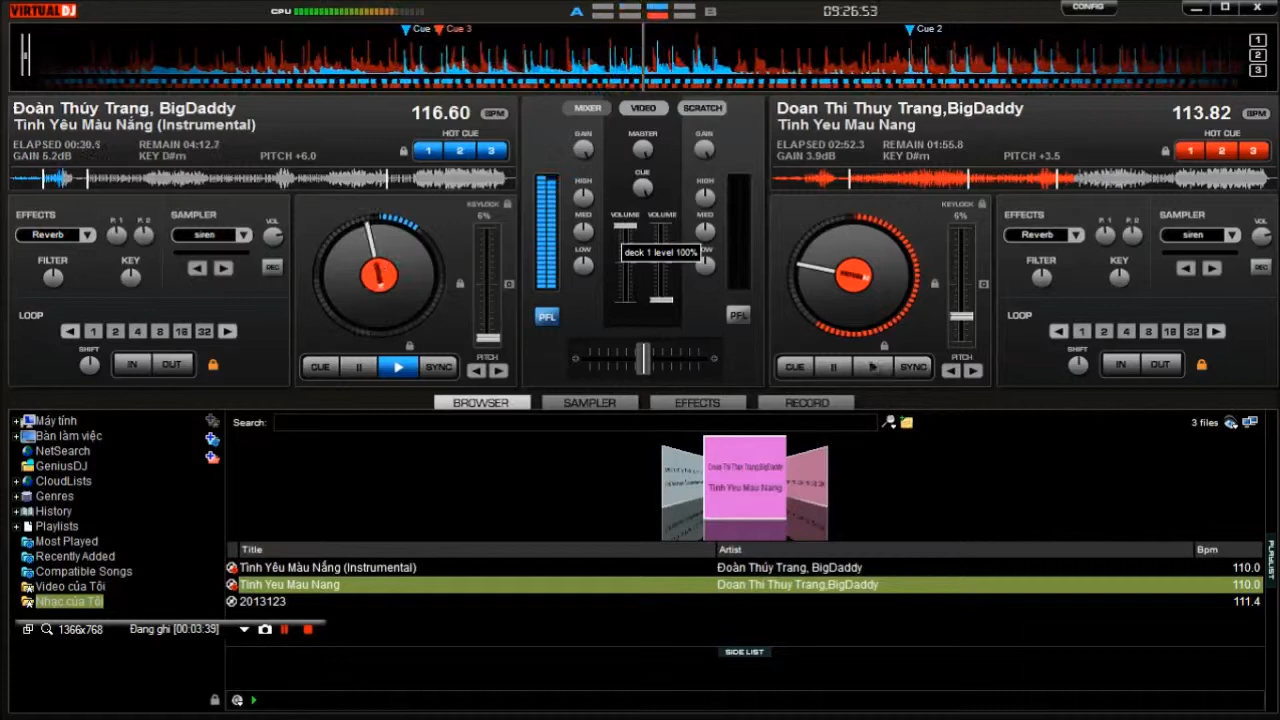 VIRTUAL DJ
CPU
A
B
09:26:53
CONFIG
Cue
Cue 3
Cue 2
1
2
3
Đoàn Thúy Trang, BigDaddy
Tình Yêu Màu Nắng (Instrumental)
116.60 BPM
HOT CUE
ELAPSED 00:30.5 REMAIN 04:12.7
GAIN 5.2dB KEY D#m PITCH +6.0
1 2 3
MIXER VIDEO SCRATCH
GAIN MASTER GAIN
CUE
HIGH HIGH
MED VOLUME VOLUME MED
LOW
deck 1 level 100%
PFL PFL
Doan Thi Thuy Trang,BigDaddy
Tinh Yeu Mau Nang
113.82 BPM
HOT CUE
ELAPSED 02:52.3 REMAIN 01:55.8
GAIN 3.9dB KEY D#m PITCH +3.5
1 2 3
EFFECTS P. 1 P. 2 SAMPLER VOL
Reverb siren
FILTER KEY REC
LOOP
1 2 4 8 16 32
SHIFT
IN OUT
KEYLOCK
6%
CUE SYNC PITCH
KEYLOCK
6%
CUE SYNC PITCH
EFFECTS P. 1 P. 2 SAMPLER VOL
Reverb siren
FILTER KEY REC
LOOP
1 2 4 8 16 32
SHIFT
IN OUT
BROWSER SAMPLER EFFECTS RECORD
Máy tính
Bàn làm việc
NetSearch
GeniusDJ
CloudLists
Genres
History
Playlists
Most Played
Recently Added
Compatible Songs
Video của Tôi
Nhạc của Tôi
Search:
3 files
Doan Thi Thuy Trang,BigDaddy
Tinh Yeu Mau Nang
Title Artist Bpm
Tình Yêu Màu Nắng (Instrumental) Đoàn Thúy Trang, BigDaddy 110.0
Tinh Yeu Mau Nang Doan Thi Thuy Trang,BigDaddy 110.0
2013123 111.4
PLAYLIST
1366x768 Đang ghi [00:03:39]
SIDE LIST